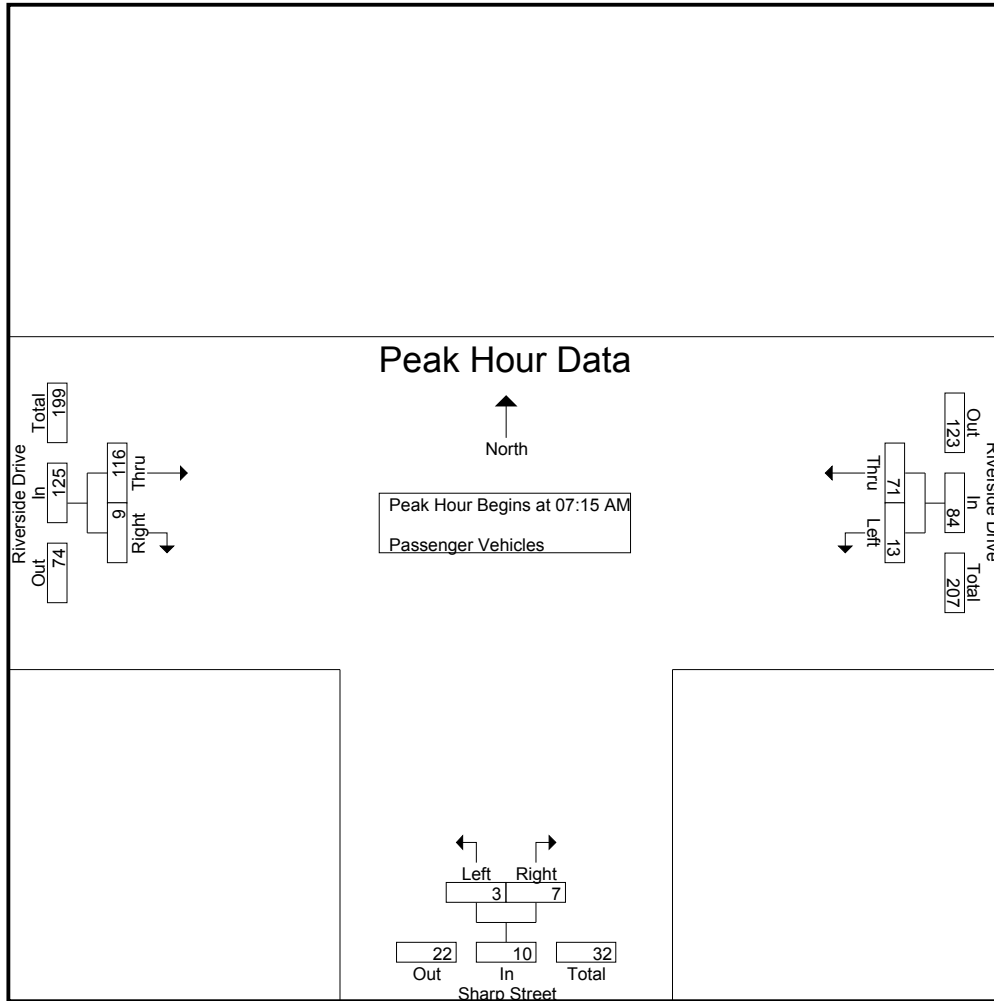 Peak Hour Data
North
Peak Hour Begins at 07:15 AM
Passenger Vehicles
Riverside Drive
Total
199
In
125
Out
74
Thru
116
Right
9
Riverside Drive
Out
123
In
84
Total
207
Thru
71
Left
13
Left Right
3 7
22 10 32
Out In Total
Sharp Street